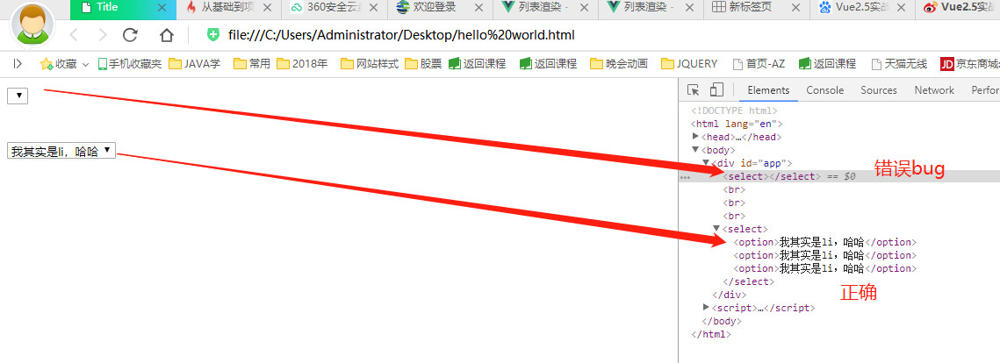 Title 从基础到项 360安全云盘 欢迎登录 列表渲染 - 列表渲染 - 新标签页 Vue2.5实战 Vue2.5实战
file:///C:/Users/Administrator/Desktop/hello%20world.html
收藏 手机收藏夹 JAVA学 常用 2018年 网站样式 股票 返回课程 返回课程 晚会动画 JQUERY 首页-AZ 返回课程 天猫无线 JD 京东商城
Elements Console Sources Network Perfor
<!DOCTYPE html>
<html lang="en">
<head>…</head>
<body>
<div id="app">
<select></select> == $0 错误bug
<br>
<br>
<br>
我其实是li，哈哈
<select>
<option>我其实是li，哈哈</option>
<option>我其实是li，哈哈</option>
<option>我其实是li，哈哈</option>
</select>
正确
</div>
<script>…</script>
</body>
</html>